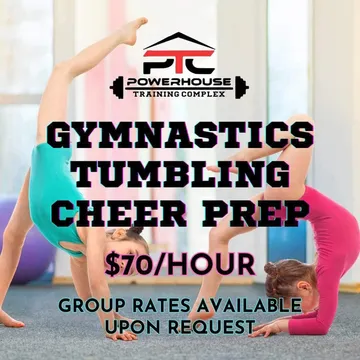 PTC
POWERHOUSE
TRAINING COMPLEX
GYMNASTICS
TUMBLING
CHEER PREP
$70/HOUR
GROUP RATES AVAILABLE
UPON REQUEST